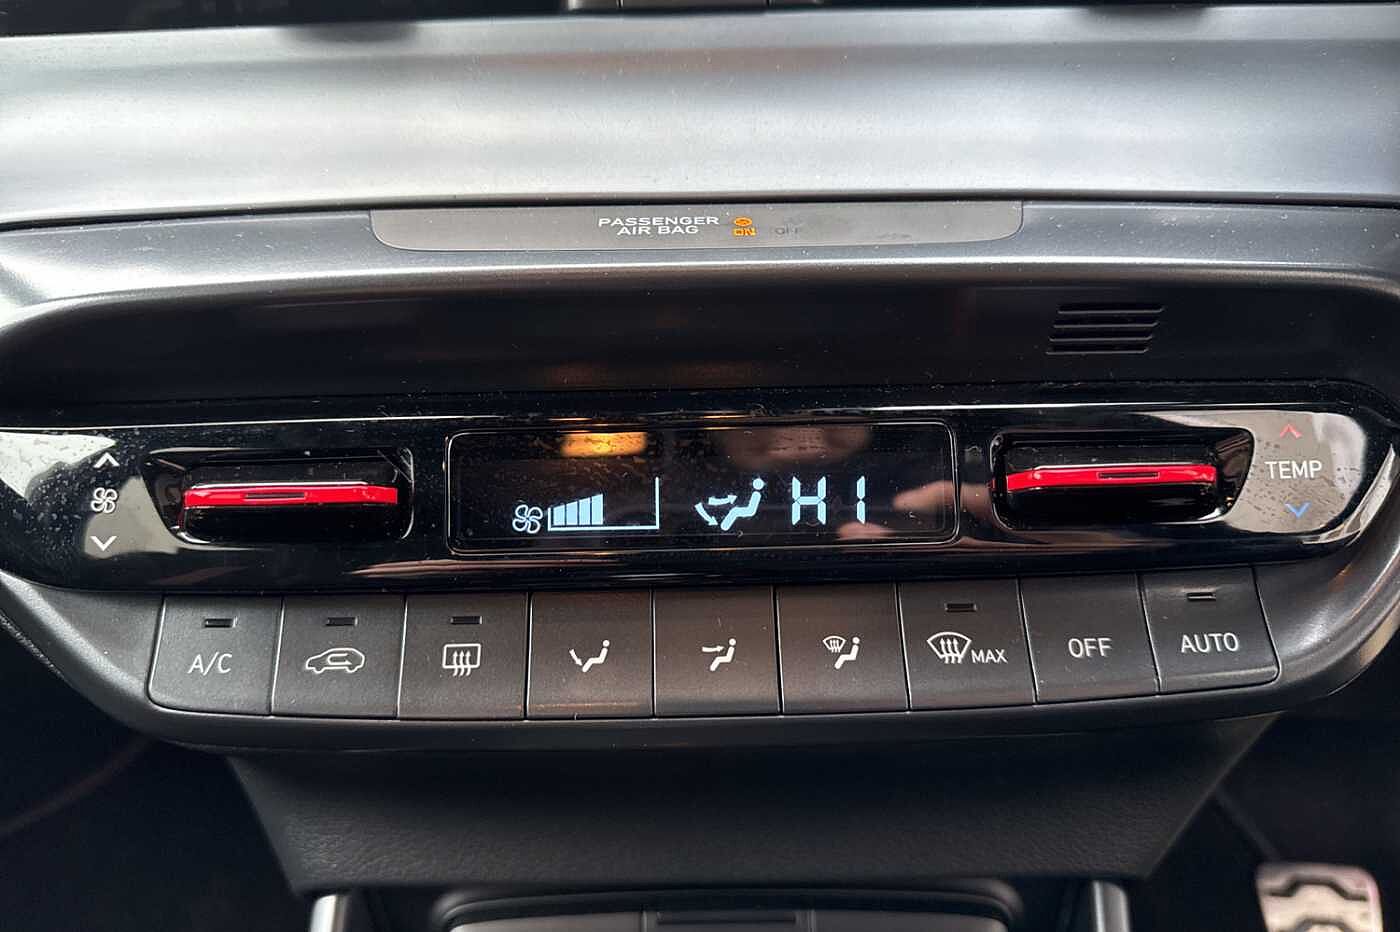 PASSENGER
AIR BAG
ON OFF
HI
TEMP
A/C
MAX
OFF
AUTO